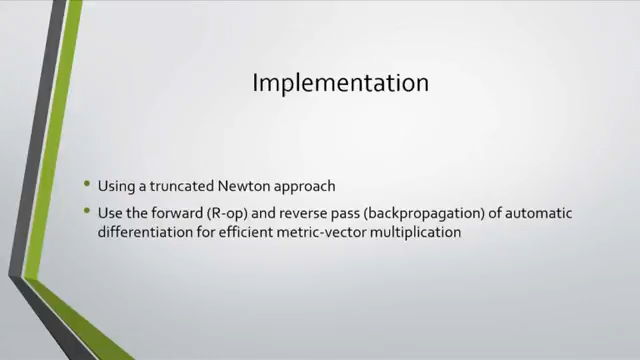 Implementation
• Using a truncated Newton approach
• Use the forward (R-op) and reverse pass (backpropagation) of automatic
differentiation for efficient metric-vector multiplication